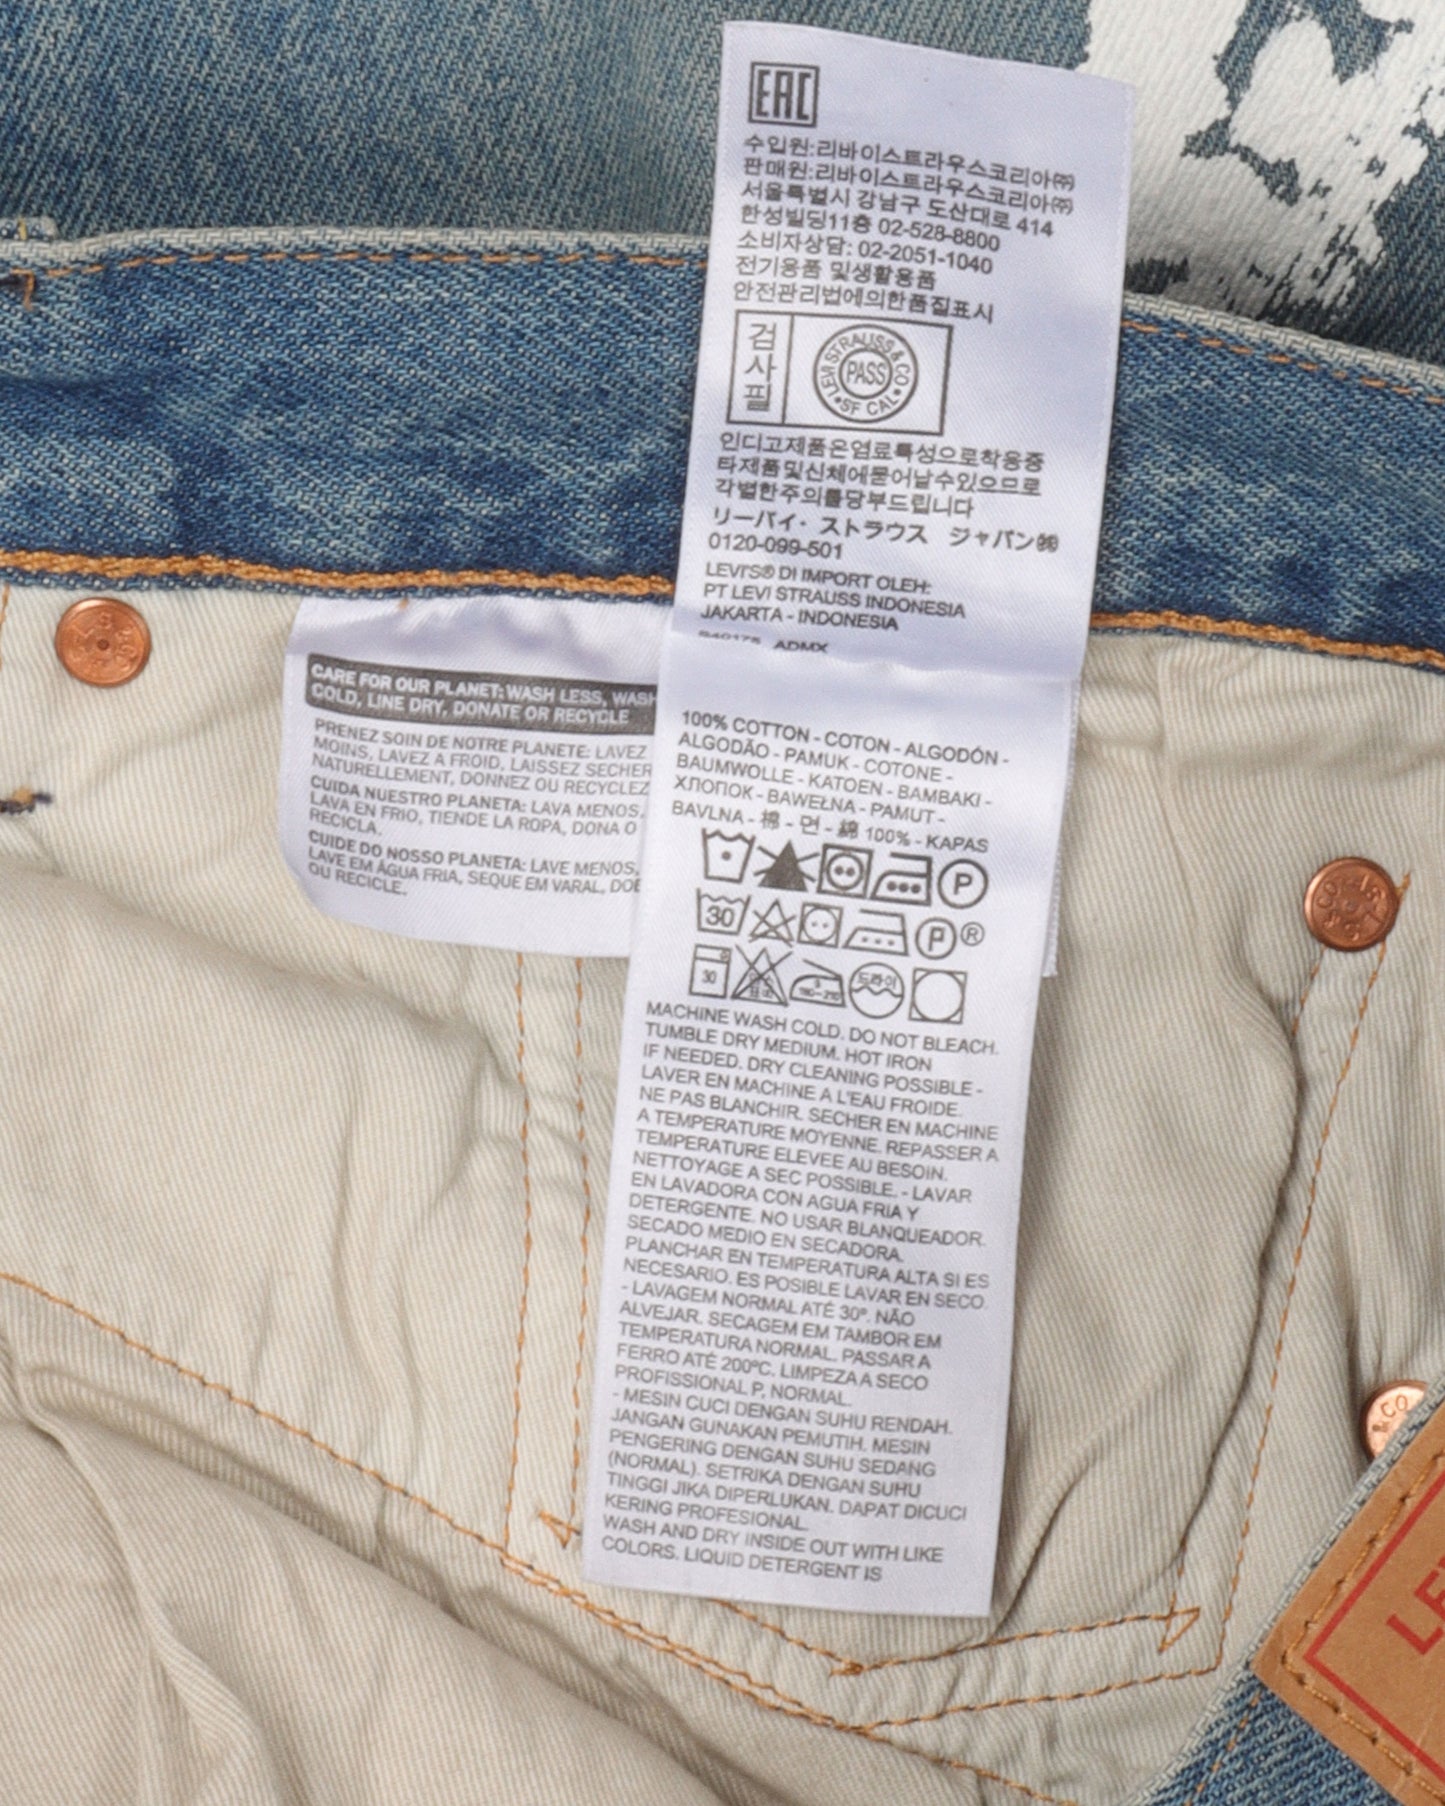 EAC
수입원:리바이스트라우스코리아㈜
판매원:리바이스트라우스코리아㈜
서울특별시 강남구 도산대로 414
한성빌딩11층 02-528-8800
소비자상담: 02-2051-1040
전기용품 및생활용품
안전관리법에의한품질표시
검사필
LEVI STRAUSS & CO
PASS
SF CAL
인디고제품은염료특성으로착용중
타제품및신체에묻어날수있으므로
각별한주의를당부드립니다
リーバイ・ストラウス ジャパン㈱
0120-099-501
LEVI'S® DI IMPORT OLEH:
PT LEVI STRAUSS INDONESIA
JAKARTA - INDONESIA
ADMX
CARE FOR OUR PLANET: WASH LESS, WASH
COLD, LINE DRY, DONATE OR RECYCLE
PRENEZ SOIN DE NOTRE PLANETE: LAVEZ
MOINS, LAVEZ A FROID, LAISSEZ SECHER
NATURELLEMENT, DONNEZ OU RECYCLEZ
CUIDA NUESTRO PLANETA: LAVA MENOS,
LAVA EN FRIO, TIENDE LA ROPA, DONA O
RECICLA.
CUIDE DO NOSSO PLANETA: LAVE MENOS,
LAVE EM ÁGUA FRIA, SEQUE EM VARAL, DOE
OU RECICLE.
100% COTTON - COTON - ALGODÓN -
ALGODÃO - PAMUK - COTONE -
BAUMWOLLE - KATOEN - BAMBAKI -
ХЛОПОК - BAWEŁNA - PAMUT -
BAVLNA - 棉 - 면 - 綿 100% - KAPAS
P
30 P ®
30 드라이
MACHINE WASH COLD. DO NOT BLEACH.
TUMBLE DRY MEDIUM. HOT IRON
IF NEEDED. DRY CLEANING POSSIBLE -
LAVER EN MACHINE A L'EAU FROIDE.
NE PAS BLANCHIR. SECHER EN MACHINE
A TEMPERATURE MOYENNE. REPASSER A
TEMPERATURE ELEVEE AU BESOIN.
NETTOYAGE A SEC POSSIBLE. - LAVAR
EN LAVADORA CON AGUA FRIA Y
DETERGENTE. NO USAR BLANQUEADOR.
SECADO MEDIO EN SECADORA.
PLANCHAR EN TEMPERATURA ALTA SI ES
NECESARIO. ES POSIBLE LAVAR EN SECO.
- LAVAGEM NORMAL ATÉ 30º. NÃO
ALVEJAR. SECAGEM EM TAMBOR EM
TEMPERATURA NORMAL. PASSAR A
FERRO ATÉ 200ºC. LIMPEZA A SECO
PROFISSIONAL P, NORMAL.
- MESIN CUCI DENGAN SUHU RENDAH.
JANGAN GUNAKAN PEMUTIH. MESIN
PENGERING DENGAN SUHU SEDANG
(NORMAL). SETRIKA DENGAN SUHU
TINGGI JIKA DIPERLUKAN. DAPAT DICUCI
KERING PROFESIONAL.
WASH AND DRY INSIDE OUT WITH LIKE
COLORS. LIQUID DETERGENT IS
&CO